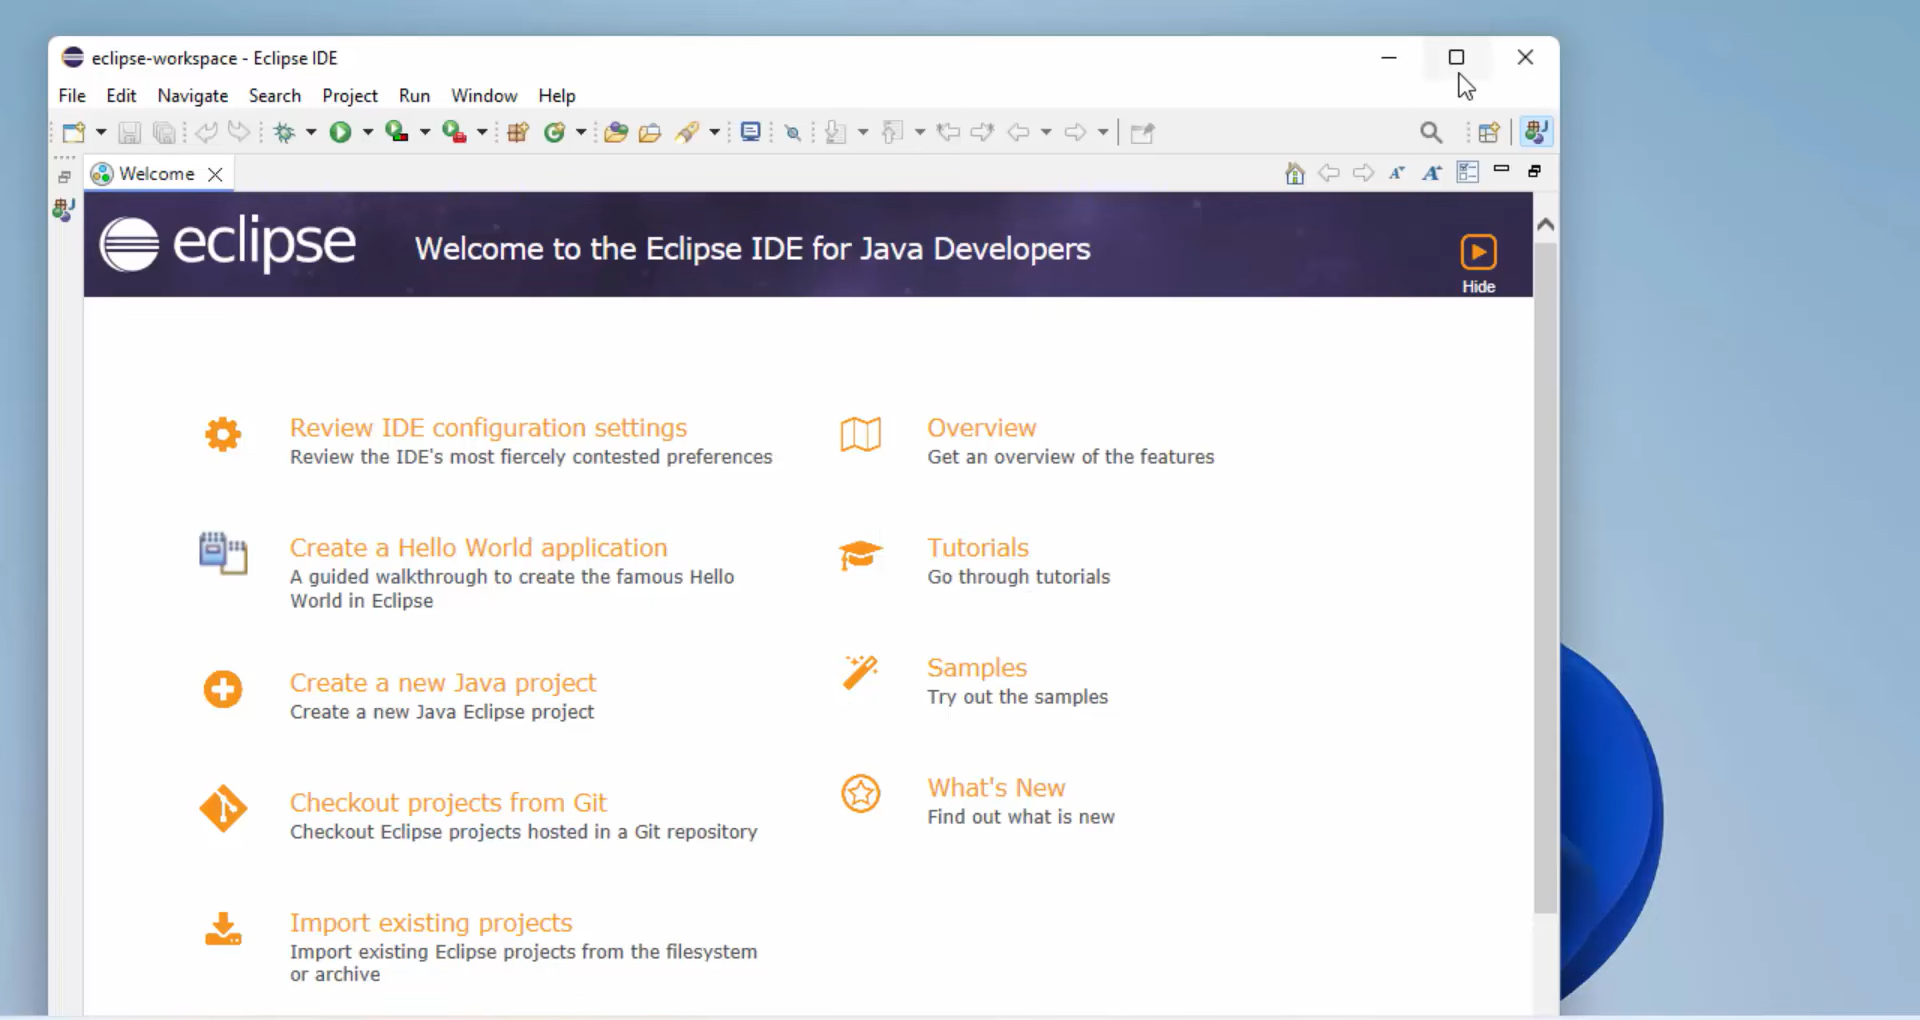 eclipse-workspace - Eclipse IDE
File Edit Navigate Search Project Run Window Help
Welcome
eclipse
Welcome to the Eclipse IDE for Java Developers
Hide
Review IDE configuration settings
Review the IDE's most fiercely contested preferences
Overview
Get an overview of the features
Create a Hello World application
A guided walkthrough to create the famous Hello
World in Eclipse
Tutorials
Go through tutorials
Create a new Java project
Create a new Java Eclipse project
Samples
Try out the samples
Checkout projects from Git
Checkout Eclipse projects hosted in a Git repository
What's New
Find out what is new
Import existing projects
Import existing Eclipse projects from the filesystem
or archive